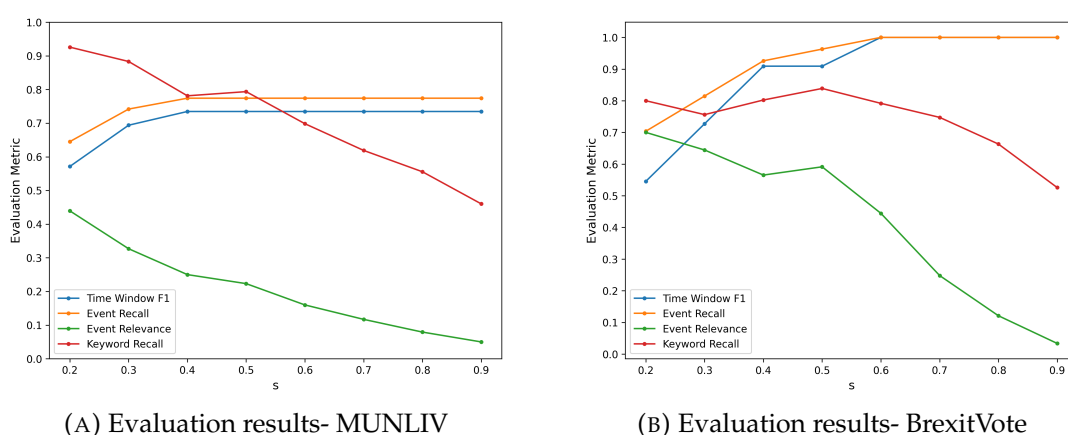 1.0
0.9
0.8
0.7
0.6
0.5
0.4
0.3
0.2
0.1
0.0
Evaluation Metric
Time Window F1
Event Recall
Event Relevance
Keyword Recall
0.2 0.3 0.4 0.5 0.6 0.7 0.8 0.9
s
(A) Evaluation results- MUNLIV
1.0
0.9
0.8
0.7
0.6
0.5
0.4
0.3
0.2
0.1
0.0
Evaluation Metric
Time Window F1
Event Recall
Event Relevance
Keyword Recall
0.2 0.3 0.4 0.5 0.6 0.7 0.8 0.9
s
(B) Evaluation results- BrexitVote